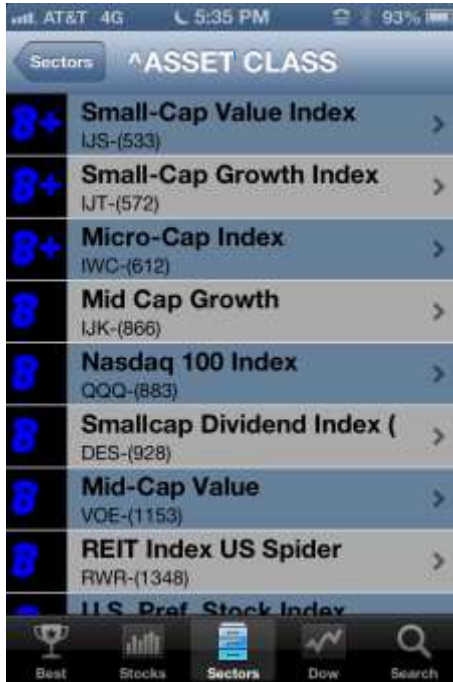 AT&T 4G 5:35 PM 93%
Sectors ^ASSET CLASS
8+ Small-Cap Value Index
IJS-(533)
8+ Small-Cap Growth Index
IJT-(572)
8+ Micro-Cap Index
IWC-(612)
8 Mid Cap Growth
IJK-(866)
8 Nasdaq 100 Index
QQQ-(883)
8 Smallcap Dividend Index (
DES-(928)
8 Mid-Cap Value
VOE-(1153)
8 REIT Index US Spider
RWR-(1348)
U.S. Pref. Stock Index
Best Stocks Sectors Dow Search